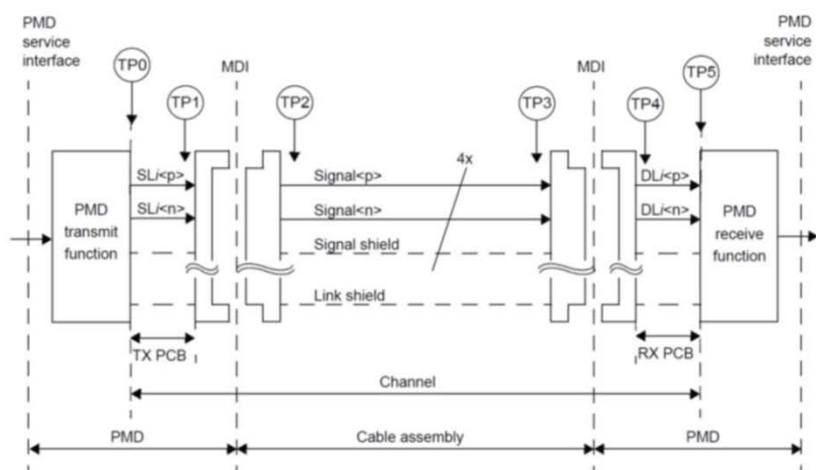 PMD
service
interface
PMD
service
interface
TP0
TP5
MDI
MDI
TP1
TP2
TP3
TP4
4x
SLi<p>
Signal<p>
DLi<p>
SLi<n>
Signal<n>
DLi<n>
PMD
transmit
function
PMD
receive
function
Signal shield
Link shield
TX PCB
RX PCB
Channel
PMD
Cable assembly
PMD